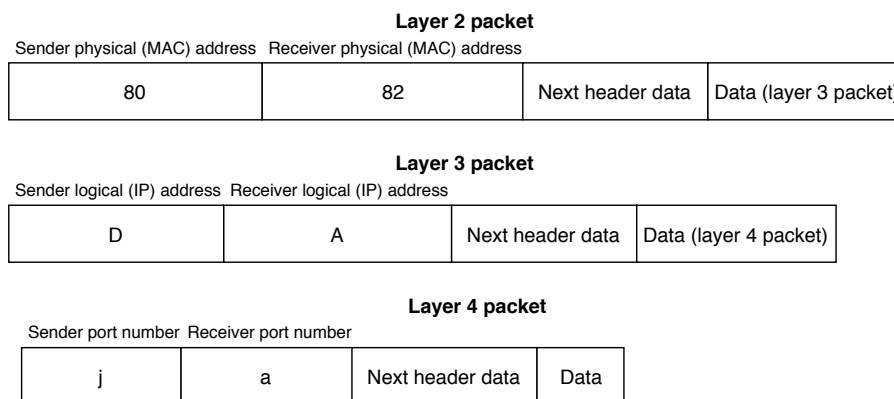 Layer 2 packet
Sender physical (MAC) address Receiver physical (MAC) address
80 82 Next header data Data (layer 3 packet)
Layer 3 packet
Sender logical (IP) address Receiver logical (IP) address
D A Next header data Data (layer 4 packet)
Layer 4 packet
Sender port number Receiver port number
j a Next header data Data